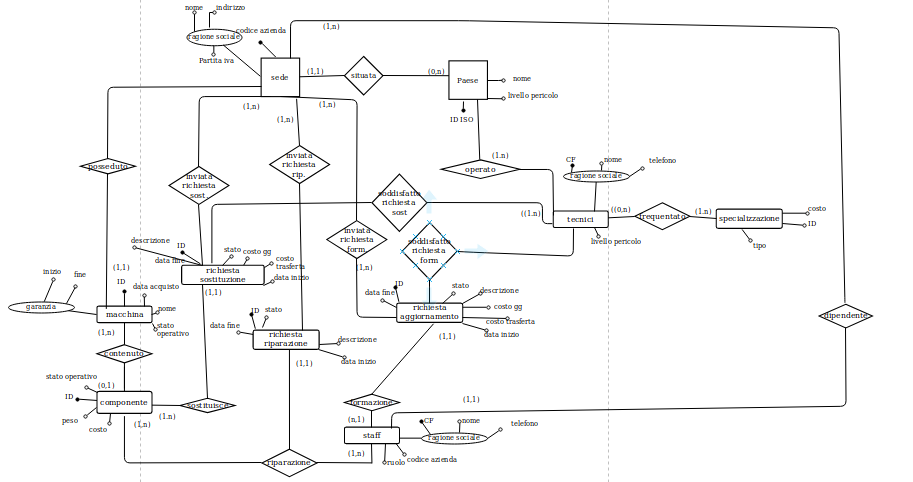 nome
indirizzo
(1,n)
codice azienda
ragione sociale
Partita iva
sede
(1,1)
situata
(0,n)
Paese
nome
livello pericolo
ID ISO
(1,n)
(1,n)
(1,n)
posseduto
inviata
richiesta
sost.
inviata
richiesta
rip.
(1.n)
operato
CF
nome
telefono
ragione sociale
soddisfatta
richiesta
sost
((1.n)
tecnici
((0,n)
frequentato
(1.n)
specializzazione
costo
ID
tipo
livello pericolo
inviata
richiesta
form.
soddisfatta
richiesta
form
(1,n)
descrizione
ID
data fine
stato
costo gg
costo
trasferta
data inizio
richiesta
sostituzione
(1,1)
(1,1)
inizio
fine
ID
data acquisto
garanzia
macchina
nome
stato
operativo
(1,n)
ID
stato
data fine
richiesta
riparazione
descrizione
data inizio
(1,1)
ID
data fine
stato
descrizione
richiesta
aggiornamento
costo gg
costo trasferta
data inizio
(1,1)
dipendente
contenuto
stato operativo
(0,1)
ID
componente
peso
costo
(1,n)
(1.n)
sostituisce
formazione
(1,1)
(n,1)
CF
nome
telefono
staff
ragione sociale
(1,n)
ruolo
codice azienda
riparazione